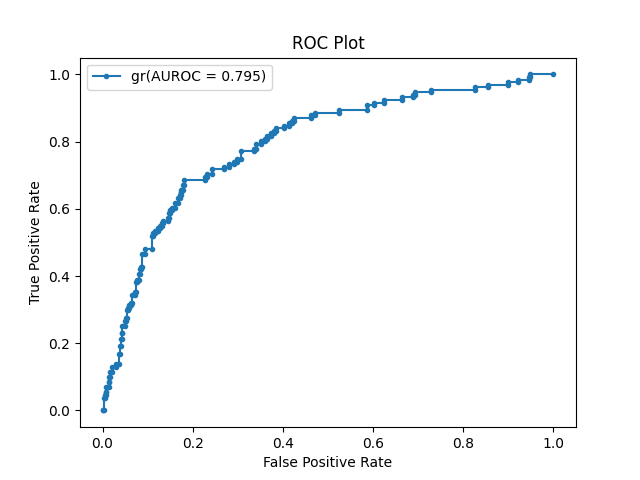 ROC Plot
gr(AUROC = 0.795)
True Positive Rate
1.0
0.8
0.6
0.4
0.2
0.0
0.0 0.2 0.4 0.6 0.8 1.0
False Positive Rate